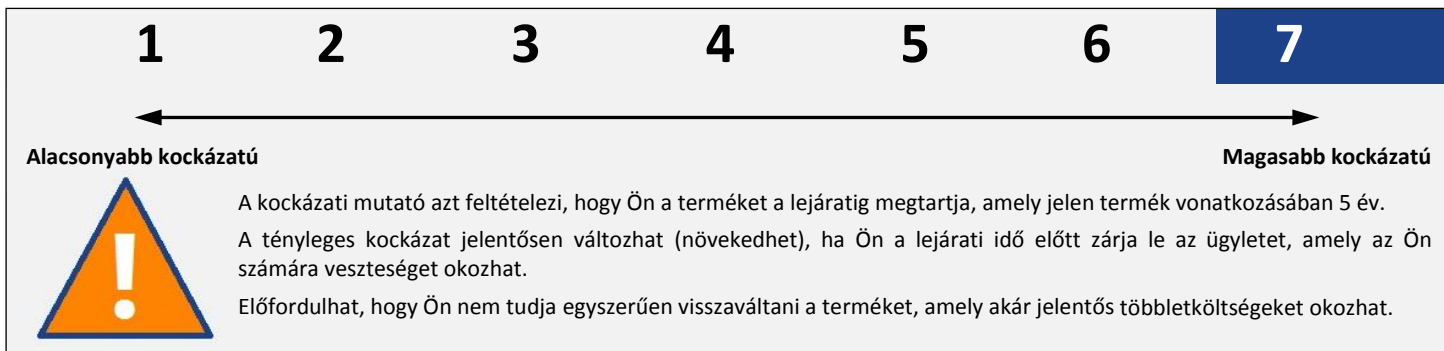 1 2 3 4 5 6 7
Alacsonyabb kockázatú Magasabb kockázatú
A kockázati mutató azt feltételezi, hogy Ön a terméket a lejáratig megtartja, amely jelen termék vonatkozásában 5 év.
A tényleges kockázat jelentősen változhat (növekedhet), ha Ön a lejárati idő előtt zárja le az ügyletet, amely az Ön
számára veszteséget okozhat.
Előfordulhat, hogy Ön nem tudja egyszerűen visszaváltani a terméket, amely akár jelentős többletköltségeket okozhat.
!